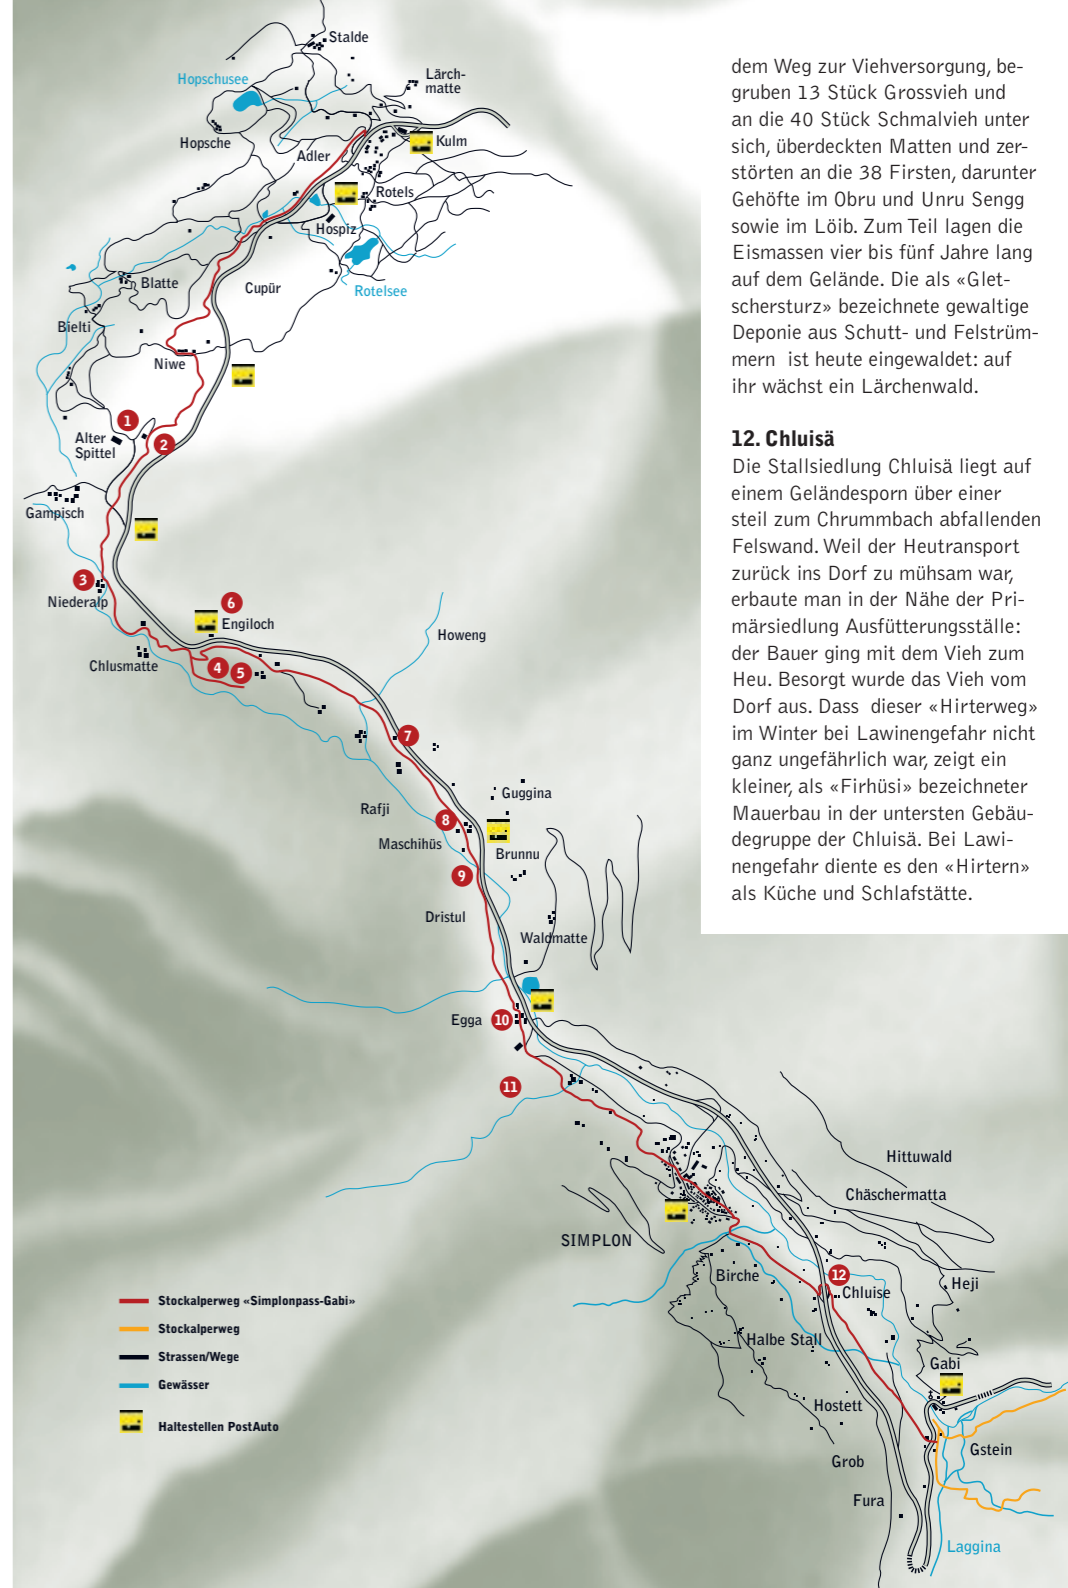 Stalde
Hopschusee
Lärch-
matte
Hopsche
Adler
Kulm
Rotels
Hospiz
Blatte
Cupür
Rotelsee
Bielti
Niwe
1
Alter
Spittel
2
Gampisch
3
Niederalp
6
Engiloch
Howeng
Chlusmatte
4
5
7
Guggina
Rafji
8
Maschihüs
Brunnu
9
Dristul
Waldmatte
Egga
10
11
Hittuwald
Chäschermatta
SIMPLON
Birche
12
Chluise
Heji
Halbe Stall
Gabi
Hostett
Gstein
Grob
Fura
Laggina
Stockalperweg «Simplonpass-Gabi»
Stockalperweg
Strassen/Wege
Gewässer
Haltestellen PostAuto
dem Weg zur Viehversorgung, be-
gruben 13 Stück Grossvieh und
an die 40 Stück Schmalvieh unter
sich, überdeckten Matten und zer-
störten an die 38 Firsten, darunter
Gehöfte im Obru und Unru Sengg
sowie im Löib. Zum Teil lagen die
Eismassen vier bis fünf Jahre lang
auf dem Gelände. Die als «Glet-
schersturz» bezeichnete gewaltige
Deponie aus Schutt- und Felstrüm-
mern ist heute eingewaldet: auf
ihr wächst ein Lärchenwald.
12. Chluisä
Die Stallsiedlung Chluisä liegt auf
einem Geländesporn über einer
steil zum Chrummbach abfallenden
Felswand. Weil der Heutransport
zurück ins Dorf zu mühsam war,
erbaute man in der Nähe der Pri-
märsiedlung Ausfütterungsställe:
der Bauer ging mit dem Vieh zum
Heu. Besorgt wurde das Vieh vom
Dorf aus. Dass dieser «Hirterweg»
im Winter bei Lawinengefahr nicht
ganz ungefährlich war, zeigt ein
kleiner, als «Firhüsi» bezeichneter
Mauerbau in der untersten Gebäu-
degruppe der Chluisä. Bei Lawi-
nengefahr diente es den «Hirtern»
als Küche und Schlafstätte.